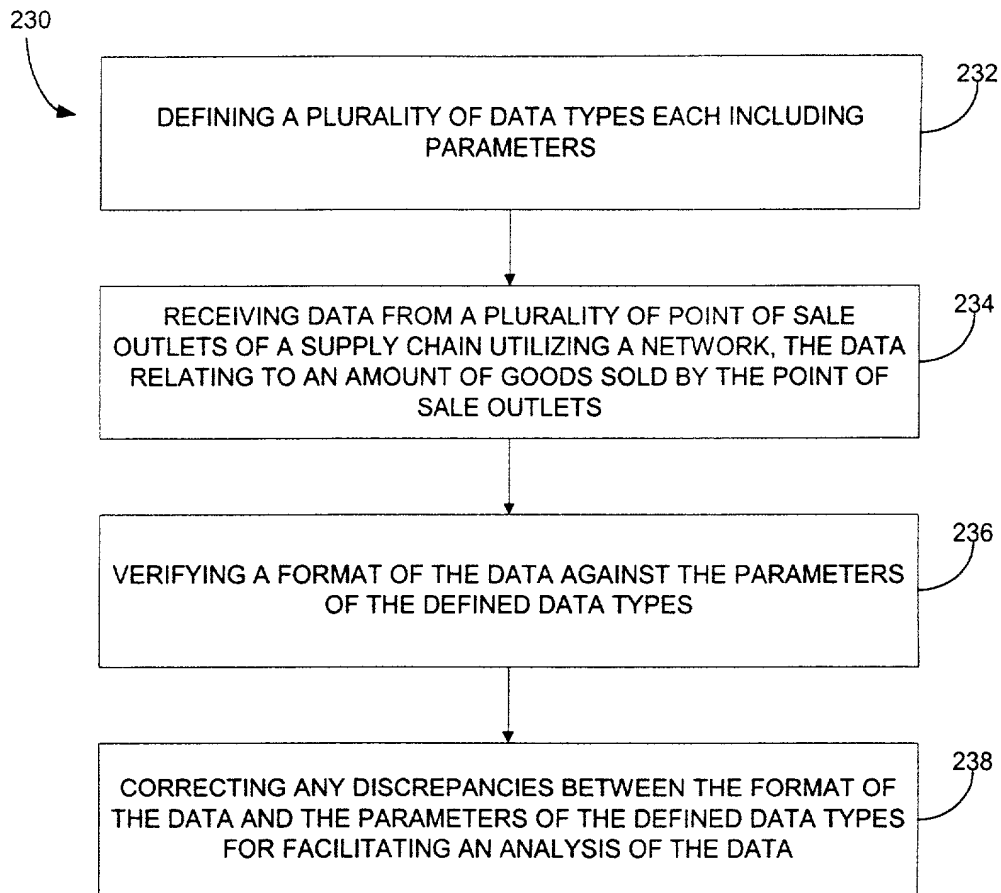 230
232
DEFINING A PLURALITY OF DATA TYPES EACH INCLUDING
PARAMETERS
234
RECEIVING DATA FROM A PLURALITY OF POINT OF SALE
OUTLETS OF A SUPPLY CHAIN UTILIZING A NETWORK, THE DATA
RELATING TO AN AMOUNT OF GOODS SOLD BY THE POINT OF
SALE OUTLETS
236
VERIFYING A FORMAT OF THE DATA AGAINST THE PARAMETERS
OF THE DEFINED DATA TYPES
238
CORRECTING ANY DISCREPANCIES BETWEEN THE FORMAT OF
THE DATA AND THE PARAMETERS OF THE DEFINED DATA TYPES
FOR FACILITATING AN ANALYSIS OF THE DATA